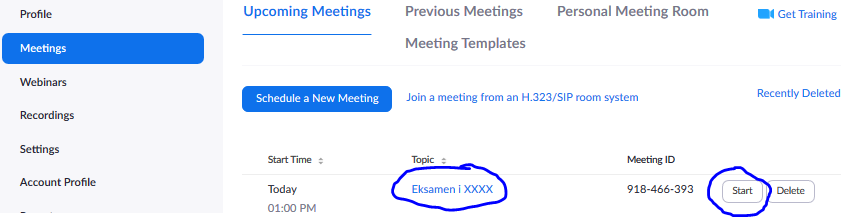 Profile
Meetings
Webinars
Recordings
Settings
Account Profile
Upcoming Meetings
Previous Meetings
Personal Meeting Room
Get Training
Meeting Templates
Schedule a New Meeting
Join a meeting from an H.323/SIP room system
Recently Deleted
Start Time
Topic
Meeting ID
Today
Eksamen i XXXX
918-466-393
Start
Delete
01:00 PM